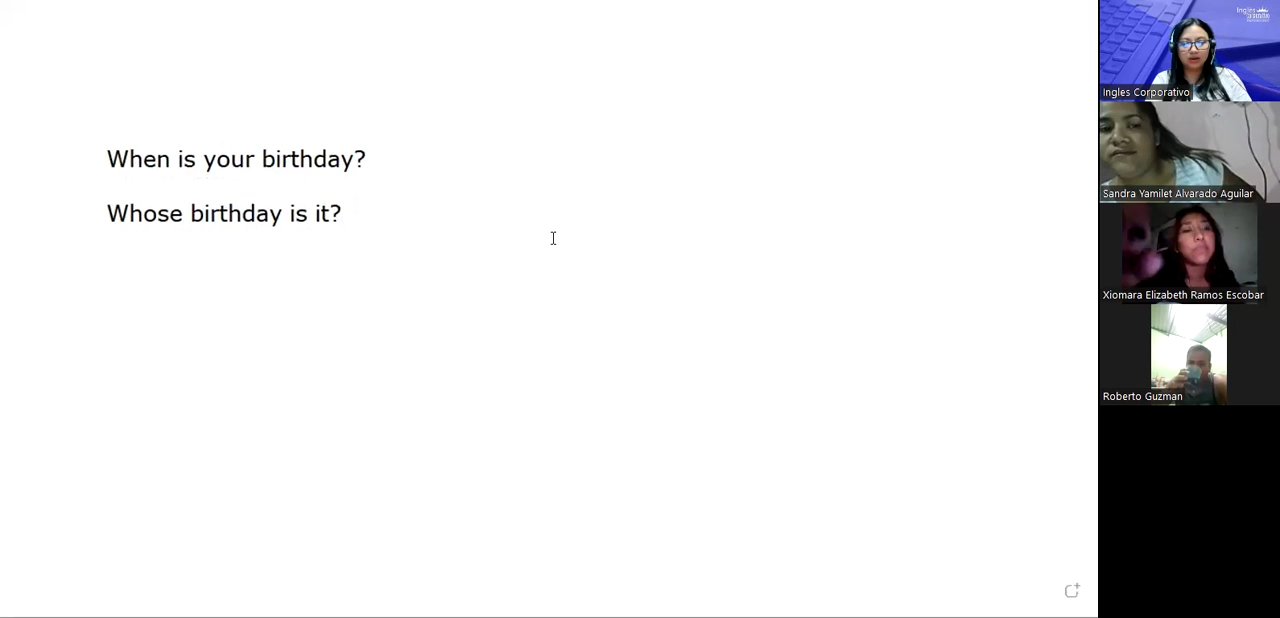 When is your birthday?
Whose birthday is it?
Ingles
Ingles Corporativo
Sandra Yamilet Alvarado Aguilar
Xiomara Elizabeth Ramos Escobar
Roberto Guzman